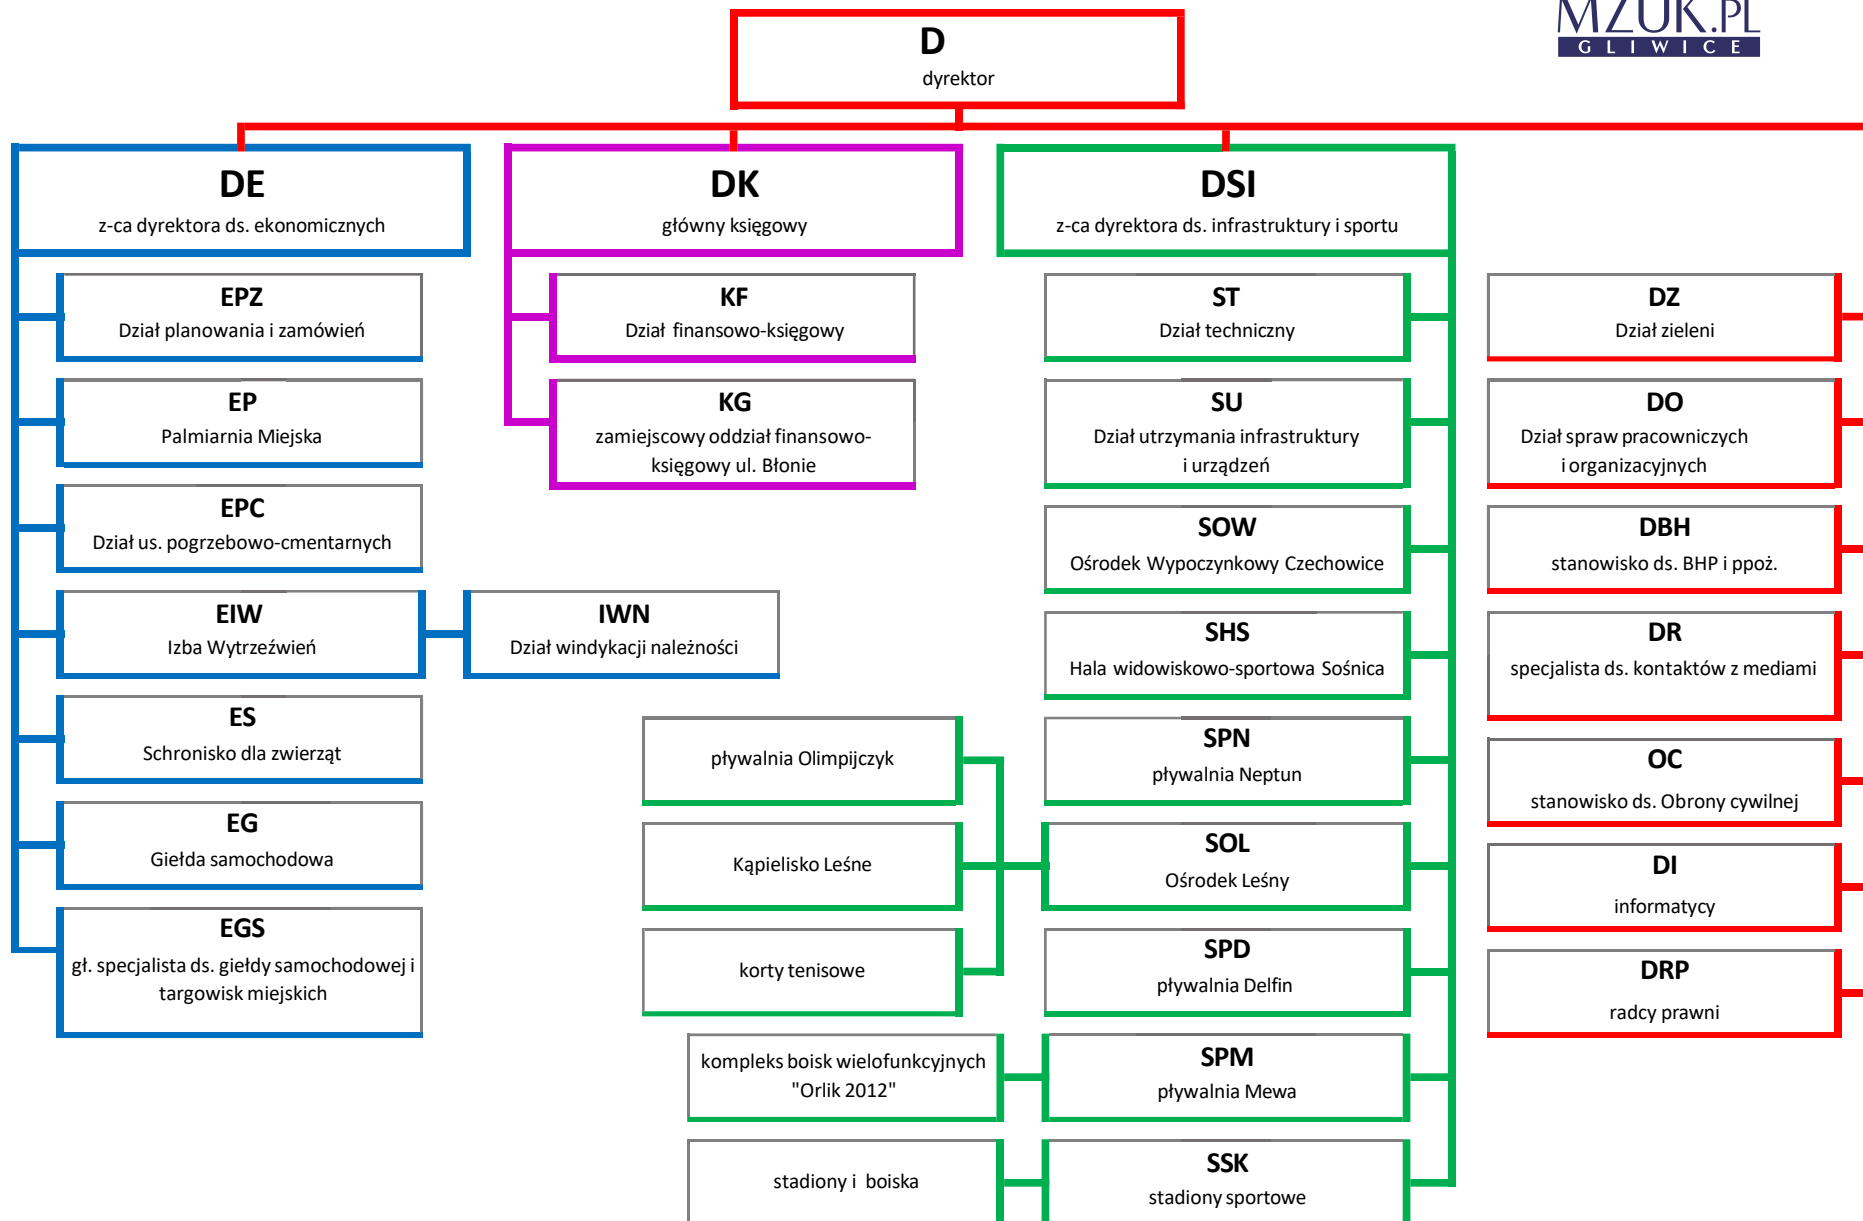 MZUK.PL
GLIWICE
D
dyrektor
DE
z-ca dyrektora ds. ekonomicznych
DK
główny księgowy
DSI
z-ca dyrektora ds. infrastruktury i sportu
EPZ
Dział planowania i zamówień
EP
Palmiarnia Miejska
EPC
Dział us. pogrzebowo-cmentarnych
EIW
Izba Wytrzeźwień
IWN
Dział windykacji należności
ES
Schronisko dla zwierząt
EG
Giełda samochodowa
EGS
gł. specjalista ds. giełdy samochodowej i
targowisk miejskich
KF
Dział finansowo-księgowy
KG
zamiejscowy oddział finansowo-
księgowy ul. Błonie
ST
Dział techniczny
SU
Dział utrzymania infrastruktury
i urządzeń
SOW
Ośrodek Wypoczynkowy Czechowice
SHS
Hala widowiskowo-sportowa Sośnica
SPN
pływalnia Neptun
SOL
Ośrodek Leśny
pływalnia Olimpijczyk
Kąpielisko Leśne
korty tenisowe
SPD
pływalnia Delfin
SPM
pływalnia Mewa
kompleks boisk wielofunkcyjnych
"Orlik 2012"
SSK
stadiony sportowe
stadiony i boiska
DZ
Dział zieleni
DO
Dział spraw pracowniczych
i organizacyjnych
DBH
stanowisko ds. BHP i ppoż.
DR
specjalista ds. kontaktów z mediami
OC
stanowisko ds. Obrony cywilnej
DI
informatycy
DRP
radcy prawni